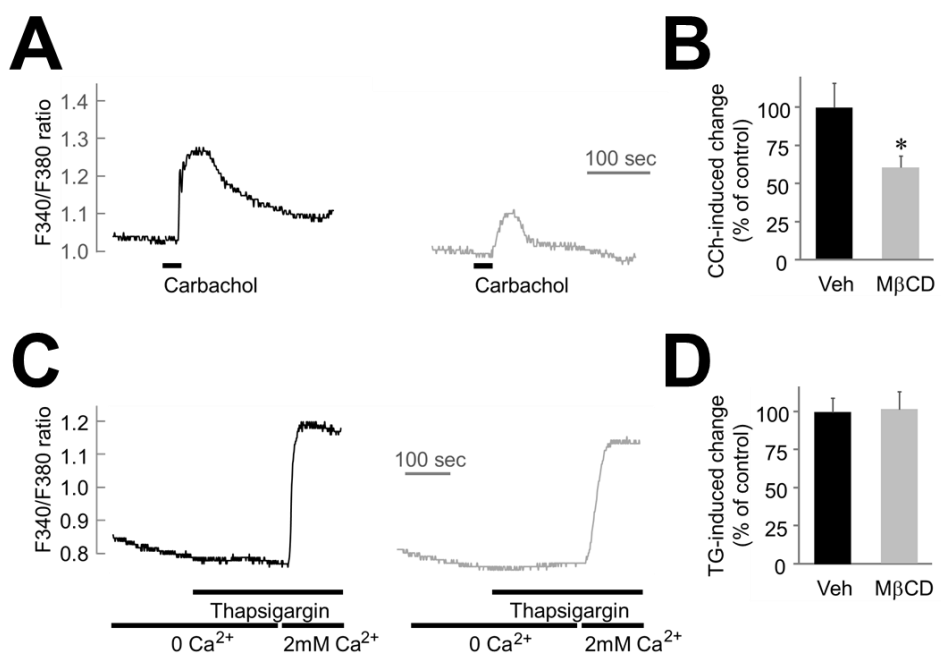 A
B
F340/F380 ratio
1.4
1.3
1.2
1.1
1.0
Carbachol
100 sec
Carbachol
CCh-induced change
(% of control)
100
75
50
25
0
*
Veh
MβCD
C
D
F340/F380 ratio
1.2
1.1
1.0
0.9
0.8
100 sec
Thapsigargin
0 Ca²⁺
2mM Ca²⁺
Thapsigargin
0 Ca²⁺
2mM Ca²⁺
TG-induced change
(% of control)
100
75
50
25
0
Veh
MβCD